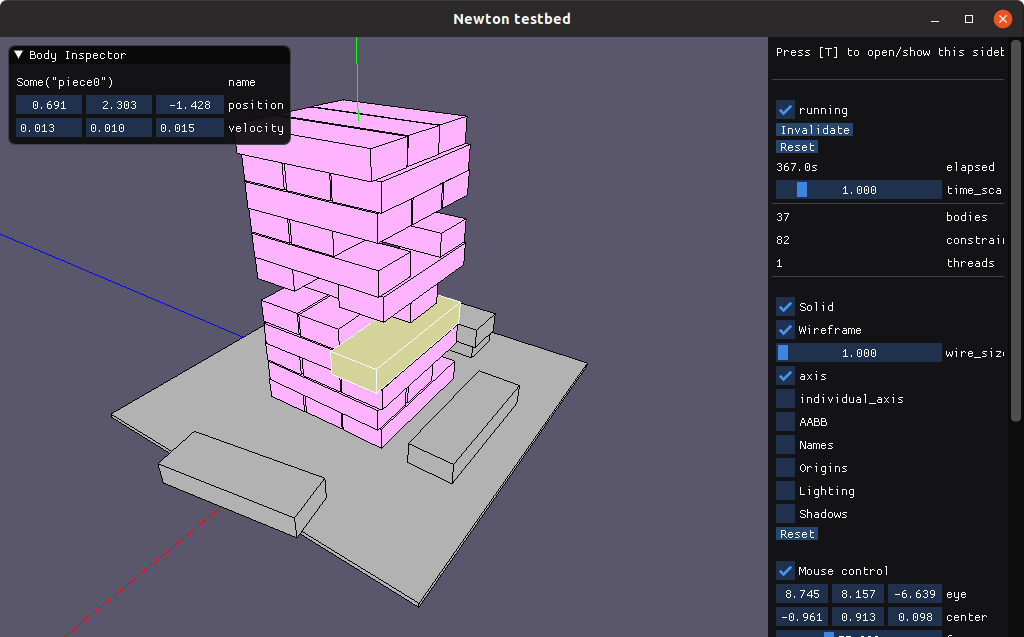 Newton testbed
Body Inspector
Some("piece0") name
0.691 2.303 -1.428 position
0.013 0.010 0.015 velocity
Press [T] to open/show this sideb
running
Invalidate
Reset
367.0s elapsed
1.000 time_sca
37 bodies
82 constrain
1 threads
Solid
Wireframe
1.000 wire_size
axis
individual_axis
AABB
Names
Origins
Lighting
Shadows
Reset
Mouse control
8.745 8.157 -6.639 eye
-0.961 0.913 0.098 center